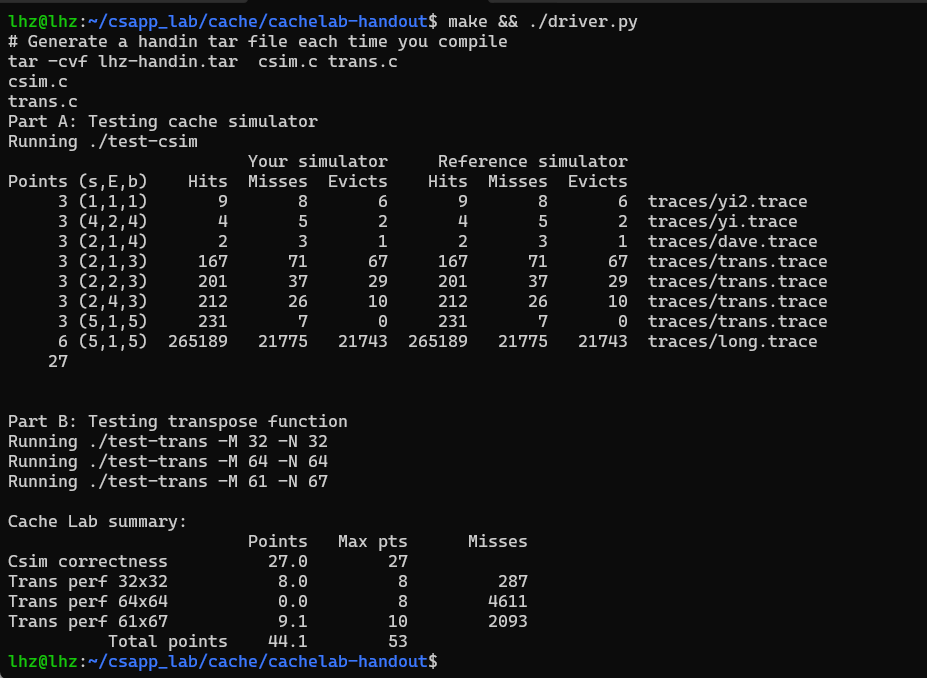 lhz@lhz:~/csapp_lab/cache/cachelab-handout$ make && ./driver.py
# Generate a handin tar file each time you compile
tar -cvf lhz-handin.tar  csim.c trans.c
csim.c
trans.c
Part A: Testing cache simulator
Running ./test-csim
                        Your simulator     Reference simulator
Points (s,E,b)    Hits  Misses  Evicts    Hits  Misses  Evicts
     3 (1,1,1)       9       8       6       9       8       6  traces/yi2.trace
     3 (4,2,4)       4       5       2       4       5       2  traces/yi.trace
     3 (2,1,4)       2       3       1       2       3       1  traces/dave.trace
     3 (2,1,3)     167      71      67     167      71      67  traces/trans.trace
     3 (2,2,3)     201      37      29     201      37      29  traces/trans.trace
     3 (2,4,3)     212      26      10     212      26      10  traces/trans.trace
     3 (5,1,5)     231       7       0     231       7       0  traces/trans.trace
     6 (5,1,5)  265189   21775   21743  265189   21775   21743  traces/long.trace
    27
Part B: Testing transpose function
Running ./test-trans -M 32 -N 32
Running ./test-trans -M 64 -N 64
Running ./test-trans -M 61 -N 67
Cache Lab summary:
                        Points   Max pts      Misses
Csim correctness          27.0        27
Trans perf 32x32           8.0         8         287
Trans perf 64x64           0.0         8        4611
Trans perf 61x67           9.1        10        2093
          Total points    44.1        53
lhz@lhz:~/csapp_lab/cache/cachelab-handout$